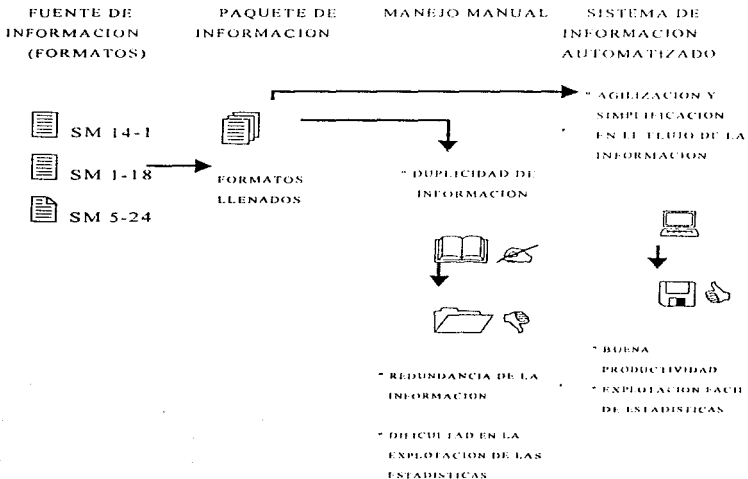 FUENTE DE
INFORMACION
(FORMATOS)
PAQUETE DE
INFORMACION
MANEJO MANUAL
SISTEMA DE
INFORMACION
AUTOMATIZADO
SM 14-1
SM 1-18
SM 5-24
FORMATOS
LLENADOS
* DUPLICIDAD DE
INFORMACION
* REDUNDANCIA DE LA
INFORMACION
* DIFICULTAD EN LA
EXPLOTACION DE LAS
ESTADISTICAS
* AGILIZACION Y
SIMPLIFICACION
EN EL FLUJO DE LA
INFORMACION
* BUENA
PRODUCTIVIDAD
* EXPLOTACION FACIL
DE ESTADISTICAS